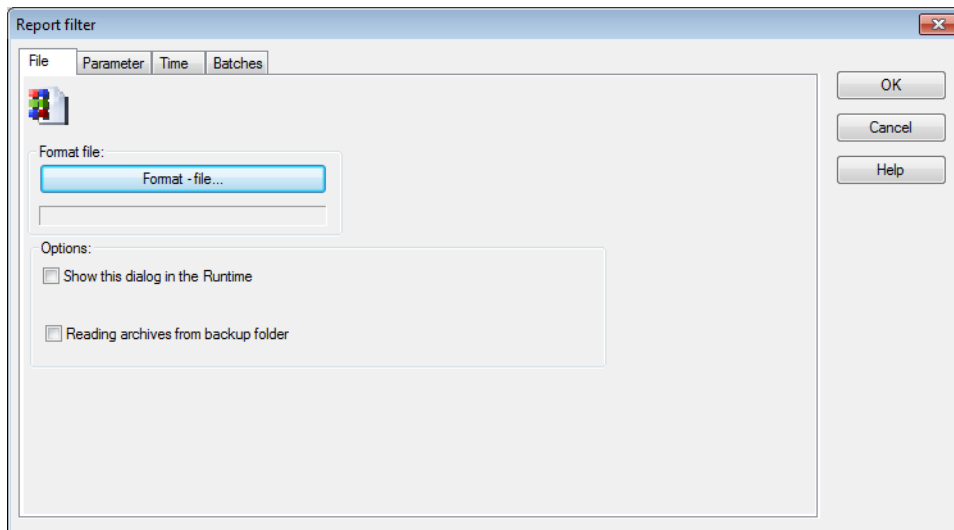 Report filter
File Parameter Time Batches
OK
Cancel
Help
Format file:
Format - file...
Options:
Show this dialog in the Runtime
Reading archives from backup folder